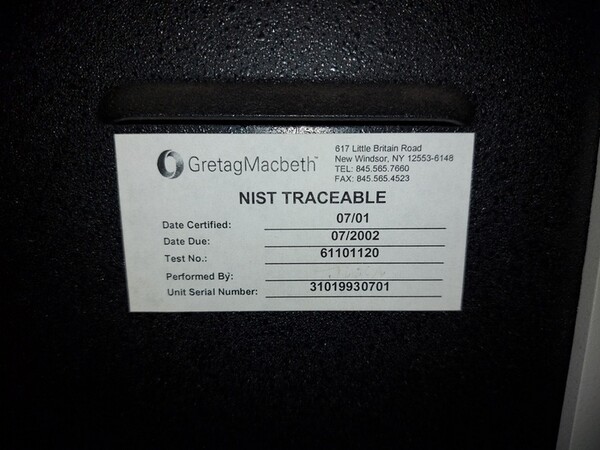 GretagMacbeth™
617 Little Britain Road
New Windsor, NY 12553-6148
TEL: 845.565.7660
FAX: 845.565.4523
NIST TRACEABLE
Date Certified: 07/01
Date Due: 07/2002
Test No.: 61101120
Performed By:
Unit Serial Number: 31019930701